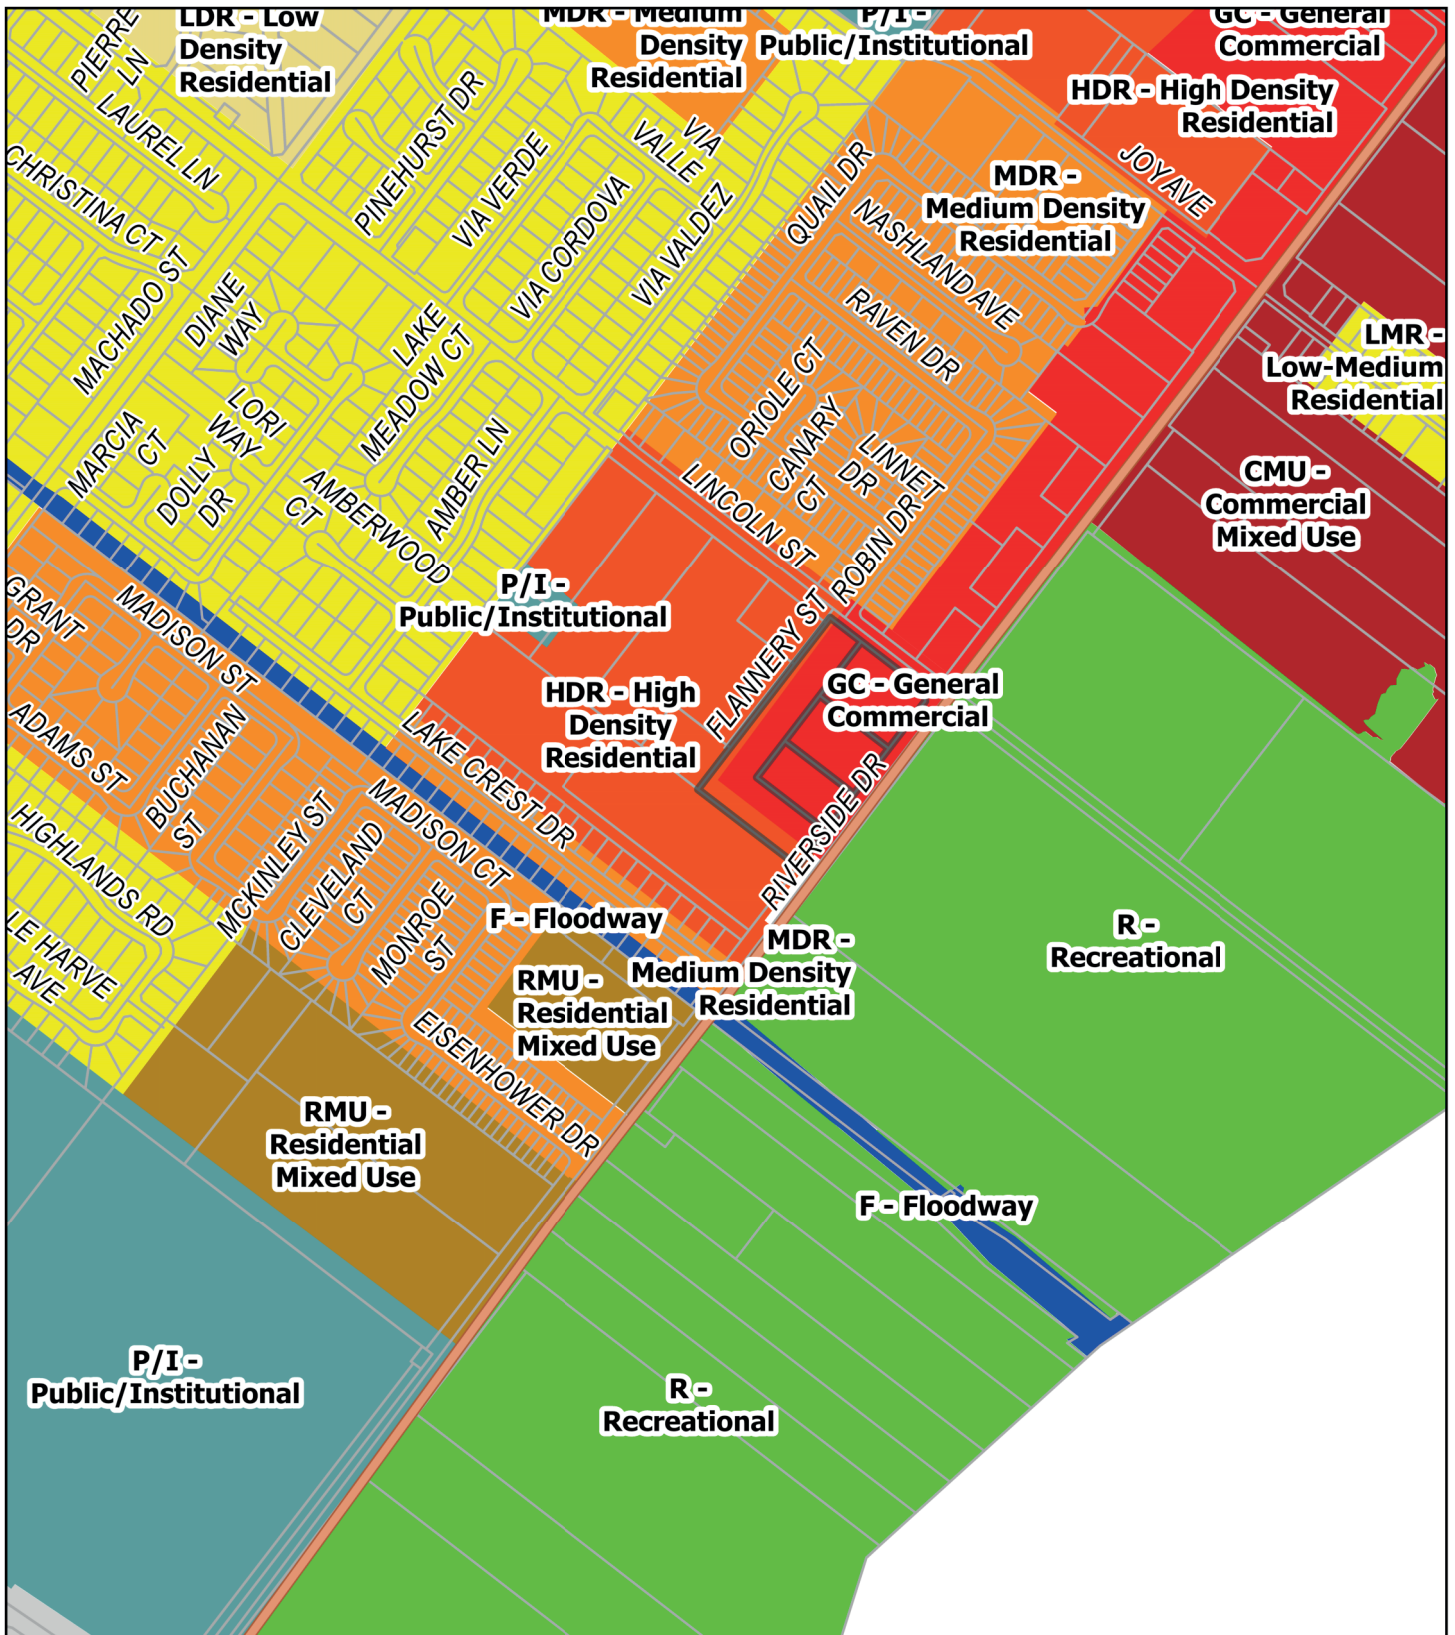 PIERRE
LN
LDR - Low
Density
Residential
MDR - Medium
Density
Residential
P/I -
Public/Institutional
GC - General
Commercial
HDR - High Density
Residential
LAUREL LN
PINEHURST DR
VIA
VALLE
CHRISTINA CT
VIA VERDE
QUAIL DR
MDR -
Medium Density
Residential
JOY AVE
MACHADO ST
VIA CORDOVA
VIA VALDEZ
NASHLAND AVE
DIANE
WAY
LAKE
MEADOW CT
RAVEN DR
LMR -
Low-Medium
Residential
MARCIA
CT
LORI
WAY
DOLLY
DR
ORIOLE CT
CANARY
CT
LINNET
DR
AMBER LN
AMBERWOOD
CT
LINCOLN ST
ROBIN DR
CMU -
Commercial
Mixed Use
P/I -
Public/Institutional
GRANT
DR
MADISON ST
FLANNERY ST
HDR - High
Density
Residential
GC - General
Commercial
ADAMS ST
BUCHANAN
ST
LAKE CREST DR
RIVERSIDE DR
HIGHLANDS RD
MCKINLEY ST
CLEVELAND
CT
MADISON CT
MONROE
ST
F - Floodway
LE HARVE
AVE
MDR -
Medium Density
Residential
R -
Recreational
RMU -
Residential
Mixed Use
EISENHOWER DR
RMU -
Residential
Mixed Use
F - Floodway
P/I -
Public/Institutional
R -
Recreational